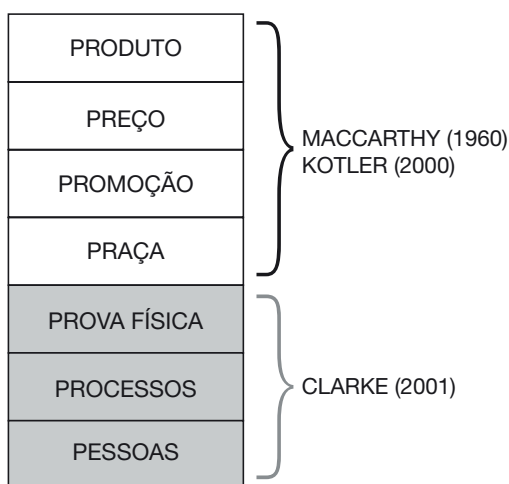 PRODUTO
PREÇO
PROMOÇÃO
PRAÇA
MACCARTHY (1960)
KOTLER (2000)
PROVA FÍSICA
PROCESSOS
PESSOAS
CLARKE (2001)